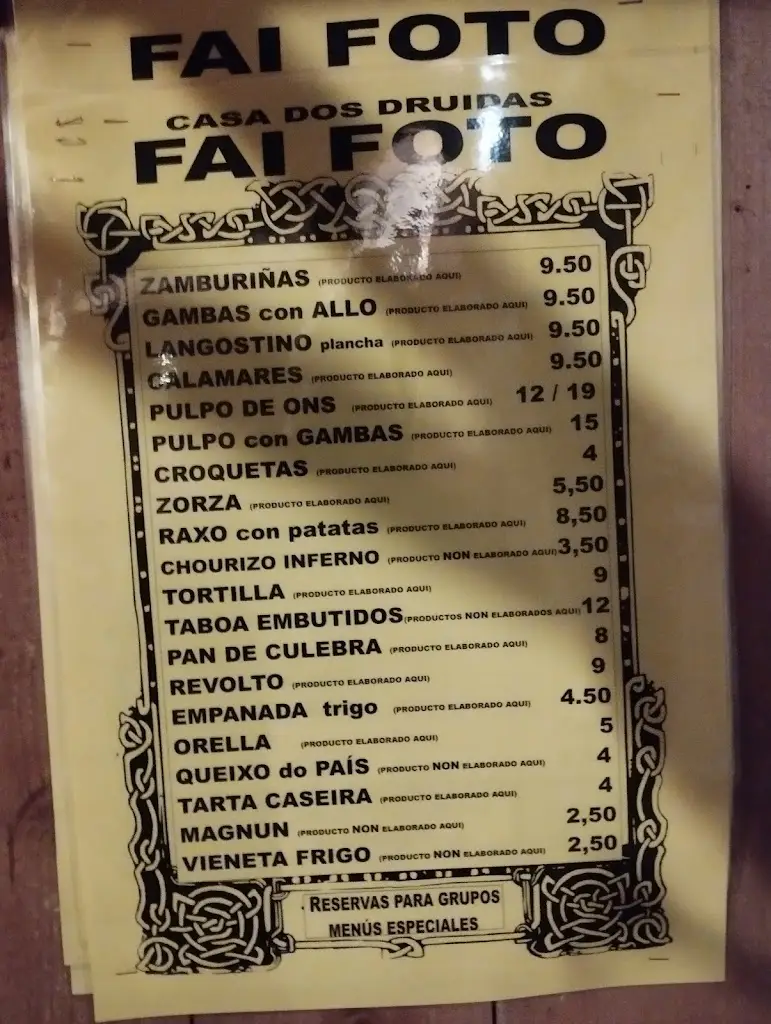 FAI FOTO
CASA DOS DRUIDAS
FAI FOTO
ZAMBURIÑAS (PRODUCTO ELABORADO AQUI) 9.50
GAMBAS con ALLO (PRODUCTO ELABORADO AQUI) 9.50
LANGOSTINO plancha (PRODUCTO ELABORADO AQUI) 9.50
CALAMARES (PRODUCTO ELABORADO AQUI) 9.50
PULPO DE ONS (PRODUCTO ELABORADO AQUI) 12 / 19
PULPO con GAMBAS (PRODUCTO ELABORADO AQUI) 15
CROQUETAS (PRODUCTO ELABORADO AQUI) 4
ZORZA (PRODUCTO ELABORADO AQUI) 5,50
RAXO con patatas (PRODUCTO ELABORADO AQUI) 8,50
CHOURIZO INFERNO (PRODUCTO NON ELABORADO AQUI) 3,50
TORTILLA (PRODUCTO ELABORADO AQUI) 9
TABOA EMBUTIDOS (PRODUCTOS NON ELABORADOS AQUI) 12
PAN DE CULEBRA (PRODUCTO ELABORADO AQUI) 8
REVOLTO (PRODUCTO ELABORADO AQUI) 9
EMPANADA trigo (PRODUCTO ELABORADO AQUI) 4.50
ORELLA (PRODUCTO ELABORADO AQUI) 5
QUEIXO do PAÍS (PRODUCTO NON ELABORADO AQUI) 4
TARTA CASEIRA (PRODUCTO ELABORADO AQUI) 4
MAGNUN (PRODUCTO NON ELABORADO AQUI) 2,50
VIENETA FRIGO (PRODUCTO NON ELABORADO AQUI) 2,50
. RESERVAS PARA GRUPOS
MENÚS ESPECIALES